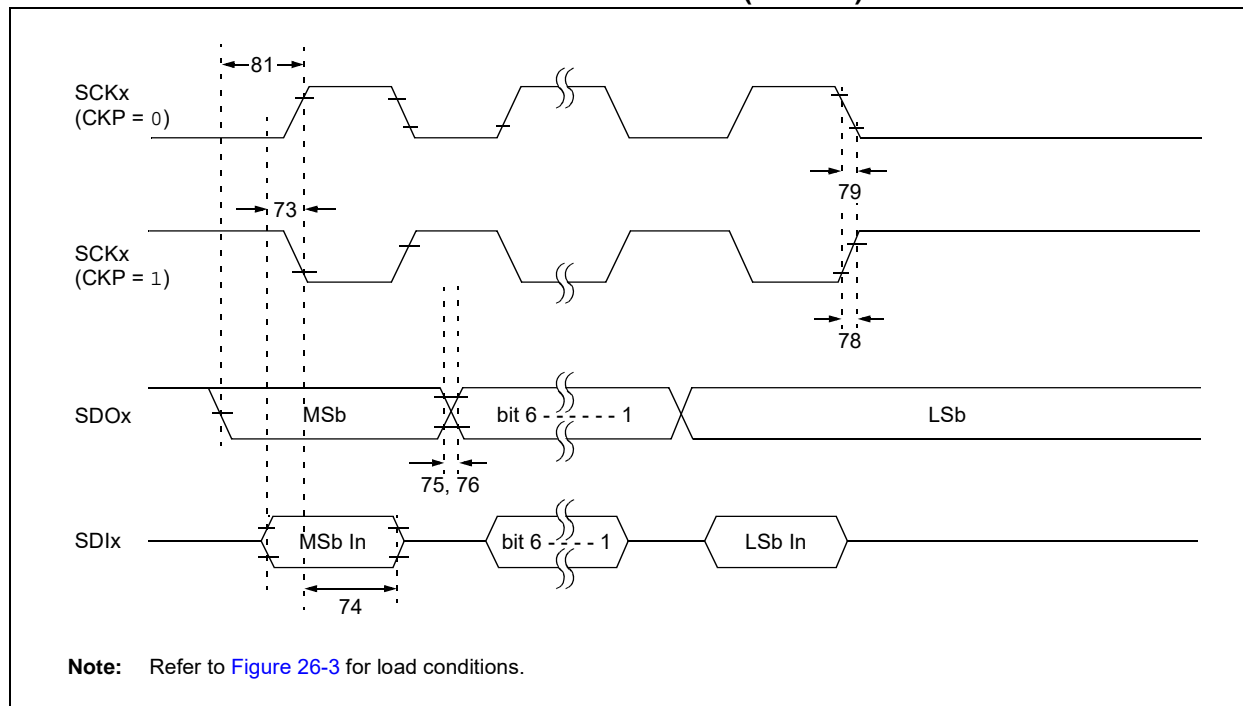 81
SCKx
(CKP = 0)
79
73
SCKx
(CKP = 1)
78
SDOx
MSb
bit 6 - - - - - - 1
LSb
75, 76
SDIx
MSb In
bit 6 - - - - - 1
LSb In
74
Note: Refer to Figure 26-3 for load conditions.